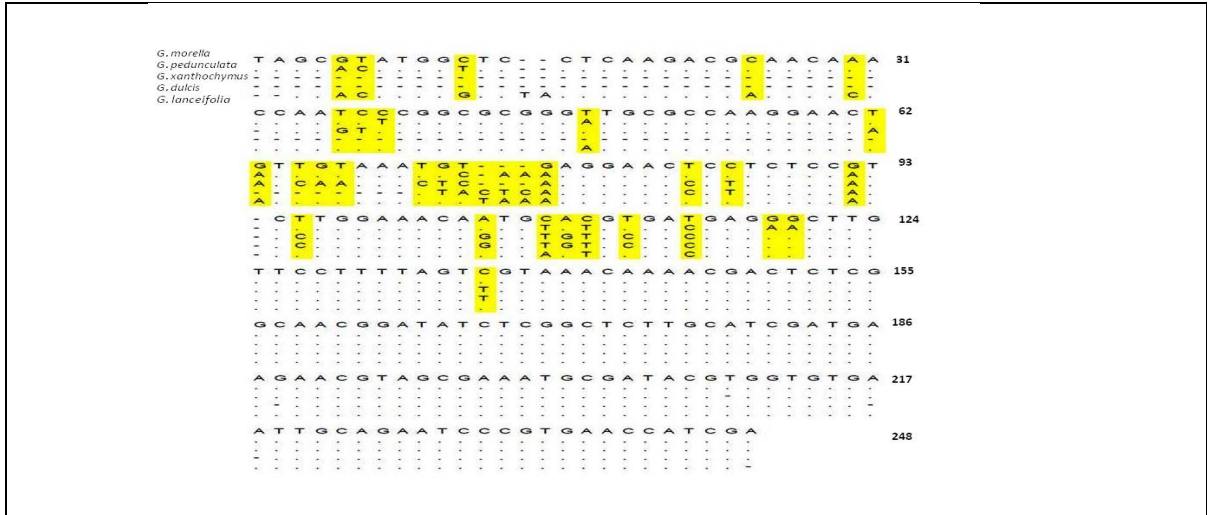 G. morella T A G C G T A T G G C T C - - C T C A A G A C G C A A C A A A 31
G. pedunculata A C T
G. xanthochymus
G. dulcis
G. lanceifolia A C G T A A C
C C A A T C C C G G C G C G G G T T G C G C C A A G G A A C T 62
T A
G T A
A
G T T G T A A A T G T - - - G A G G A A C T C C T C T C C G T 93
A C - A A A A
A C A A C T C - A A C T A
T A C T C A C T A
A T A A A A
- C T T G G A A A C A A T G C A C G T G A T G A G G G C T T G 124
T T C A A
C G T G T C C
C G T G T C C
A T C
T T C C T T T T A G T C G T A A A C A A A A C G A C T C T C G 155
T
T
G C A A C G G A T A T C T C G G C T C T T G C A T C G A T G A 186
A G A A C G T A G C G A A A T G C G A T A C G T G G T G T G A 217
A T T G C A G A A T C C C G T G A A C C A T C G A 248